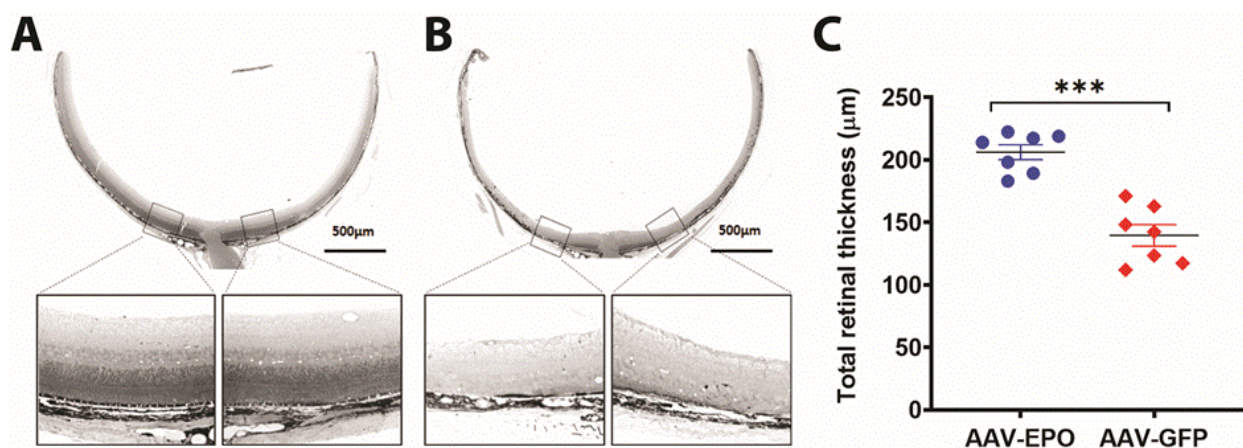 A
B
C
500μm
500μm
Total retinal thickness (μm)
***
250
200
150
100
50
0
AAV-EPO
AAV-GFP